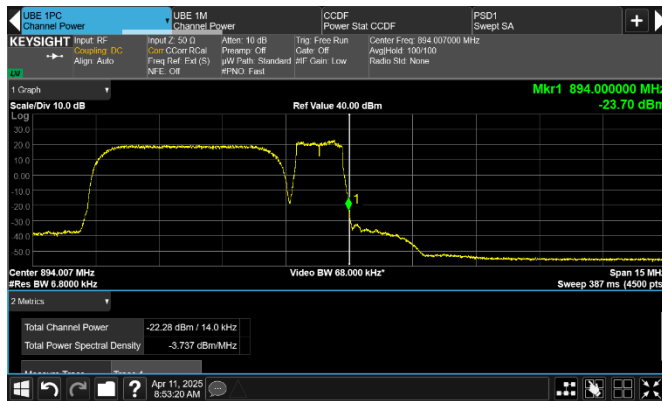 UBE 1PC
Channel Power
UBE 1M
Channel Power
CCDF
Power Stat CCDF
PSD1
Swept SA
KEYSIGHT
Input: RF
Coupling: DC
Align: Auto
Input Z: 50 Ω
Corr CCorr RCal
Freq Ref: Ext (S)
NFE: Off
Atten: 10 dB
Preamp: Off
µW Path: Standard
#PNO: Fast
Trig: Free Run
Gate: Off
#IF Gain: Low
Center Freq: 894.007000 MHz
Avg|Hold: 100/100
Radio Std: None
1 Graph
Mkr1 894.000000 MHz
Scale/Div 10.0 dB
Ref Value 40.00 dBm
-23.70 dBm
Log
30.0
20.0
10.0
0.00
-10.0
-20.0
-30.0
-40.0
-50.0
1
Center 894.007 MHz
Video BW 68.000 kHz*
Span 15 MHz
#Res BW 6.8000 kHz
Sweep 387 ms (4500 pts
2 Metrics
Total Channel Power
-22.28 dBm / 14.0 kHz
Total Power Spectral Density
-3.737 dBm/MHz
Apr 11, 2025
8:53:20 AM